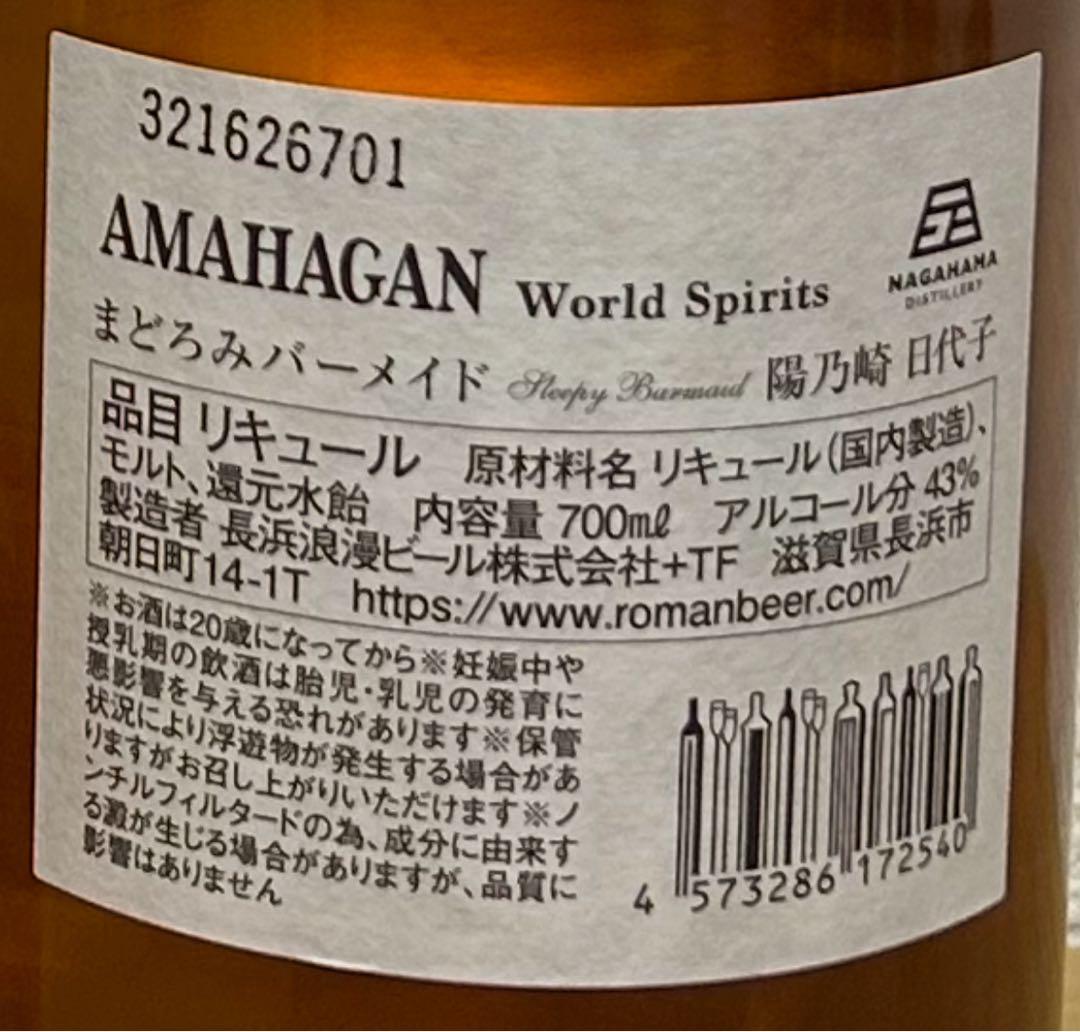 321626701
AMAHAGAN World Spirits
NAGAHAMA
DISTILLERY
まどろみバーメイド Sleepy Barmaid 陽乃崎 日代子
品目 リキュール 原材料名 リキュール(国内製造)、
モルト、還元水飴 内容量 700mℓ アルコール分 43%
製造者 長浜浪漫ビール株式会社+TF 滋賀県長浜市
朝日町14-1T https://www.romanbeer.com/
※お酒は20歳になってから※妊娠中や
授乳期の飲酒は胎児・乳児の発育に
悪影響を与える恐れがあります※保管
状況により浮遊物が発生する場合があ
りますがお召し上がりいただけます※ノ
ンチルフィルタードの為、成分に由来す
る澱が生じる場合がありますが、品質に
影響はありません
4 573286 172540